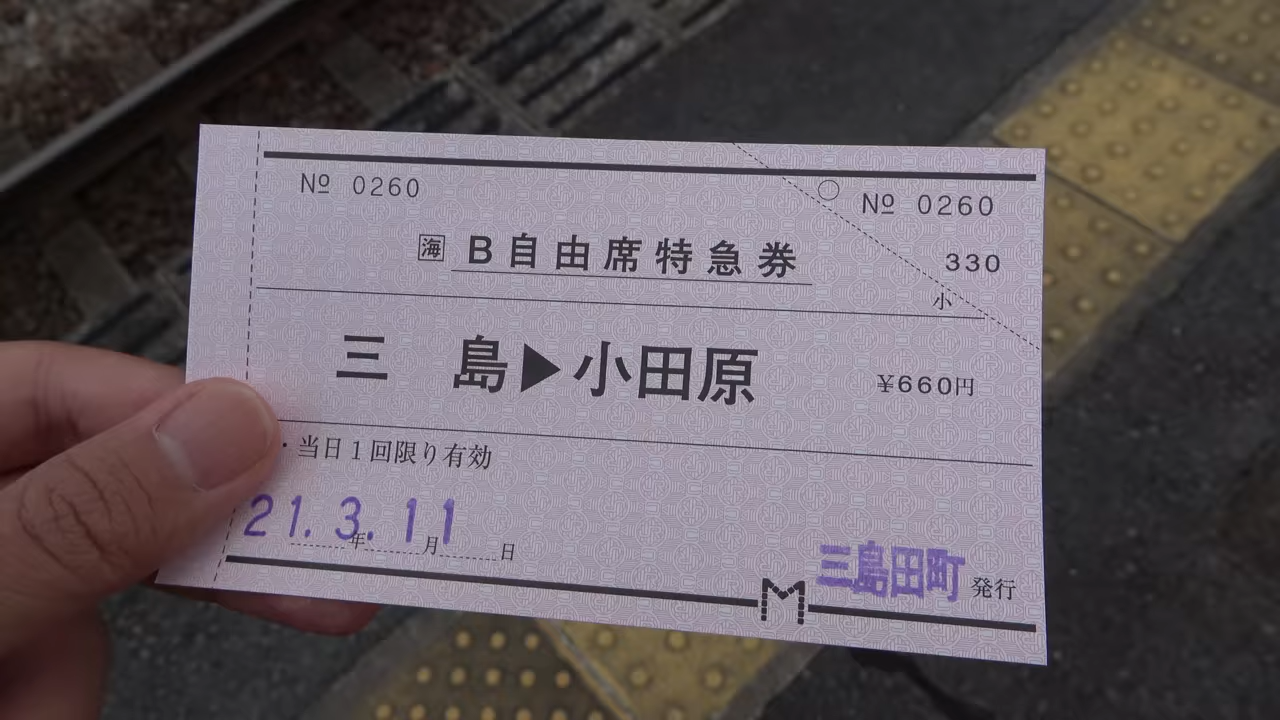 № 0260
№ 0260
海 B自由席特急券
330
小
三 島▶小田原
￥660円
・当日1回限り有効
21. 3. 11
年 月 日
三島田町 発行
M